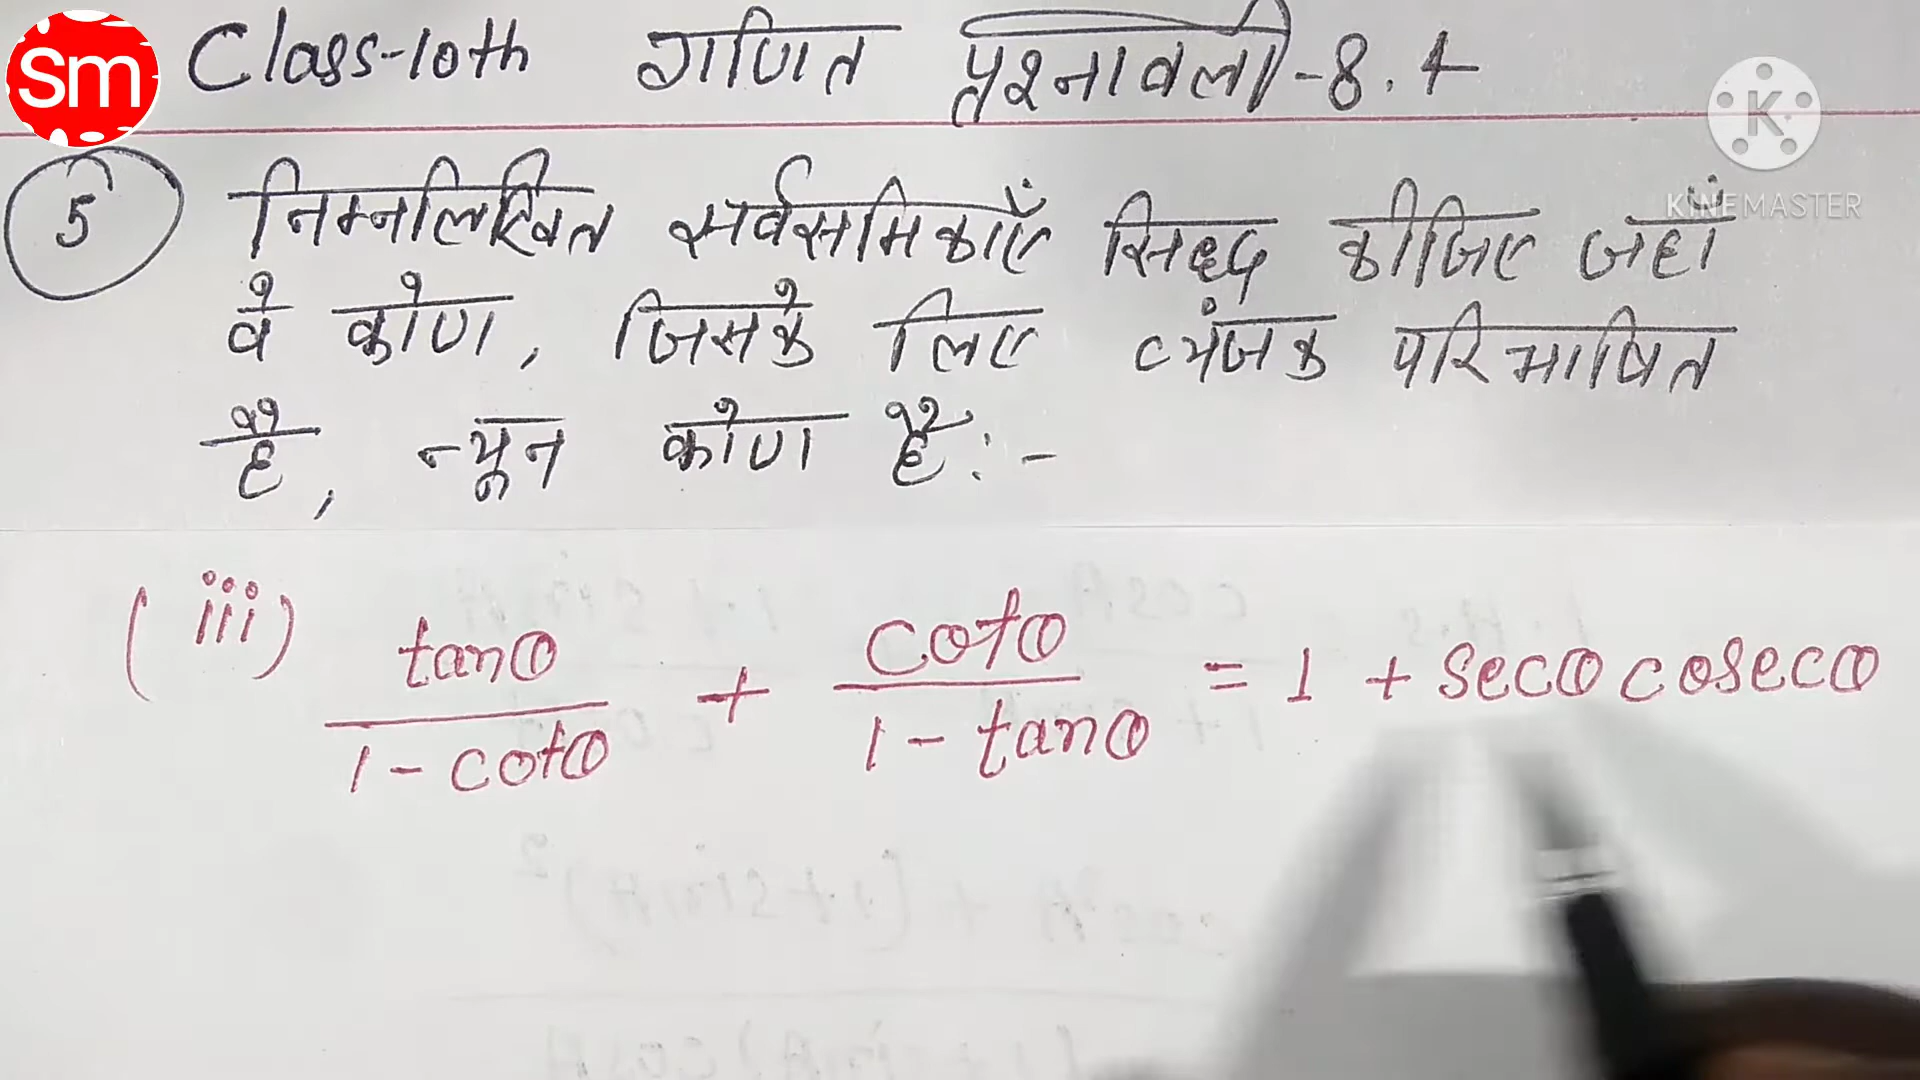 Sm Class-10th गणित प्रश्नावली-8.4
K
KINEMASTER
5 निम्नलिखित सर्वसमिकाएँ सिद्ध कीजिए जहाँ
वे कोण, जिसके लिए व्यंजक परिभाषित
है, न्यून कोण है:-
(iii) tanθ/1-cotθ + cotθ/1-tanθ = 1 + secθ cosecθ